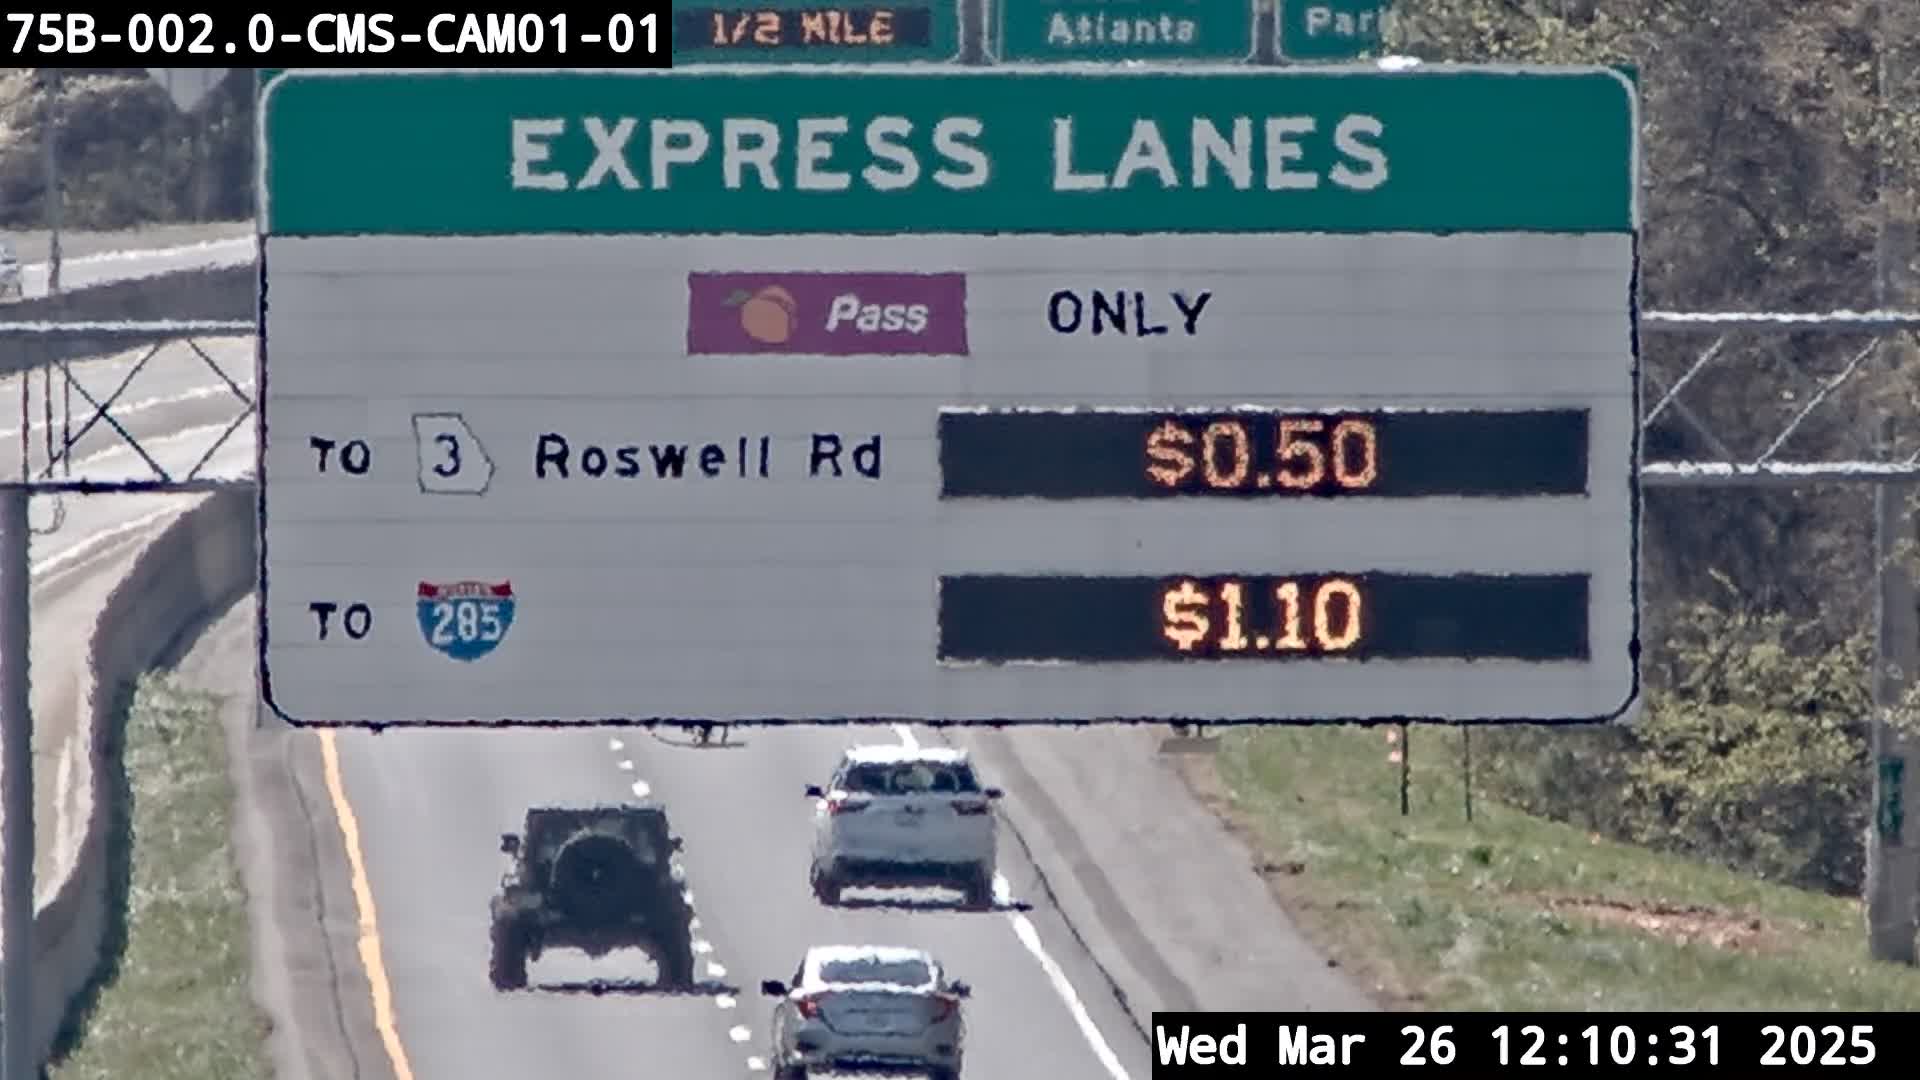 75B-002.0-CMS-CAM01-01
1/2 MILE
Atlanta
EXPRESS LANES
Pass ONLY
TO 3 Roswell Rd $0.50
TO 285 $1.10
Wed Mar 26 12:10:31 2025